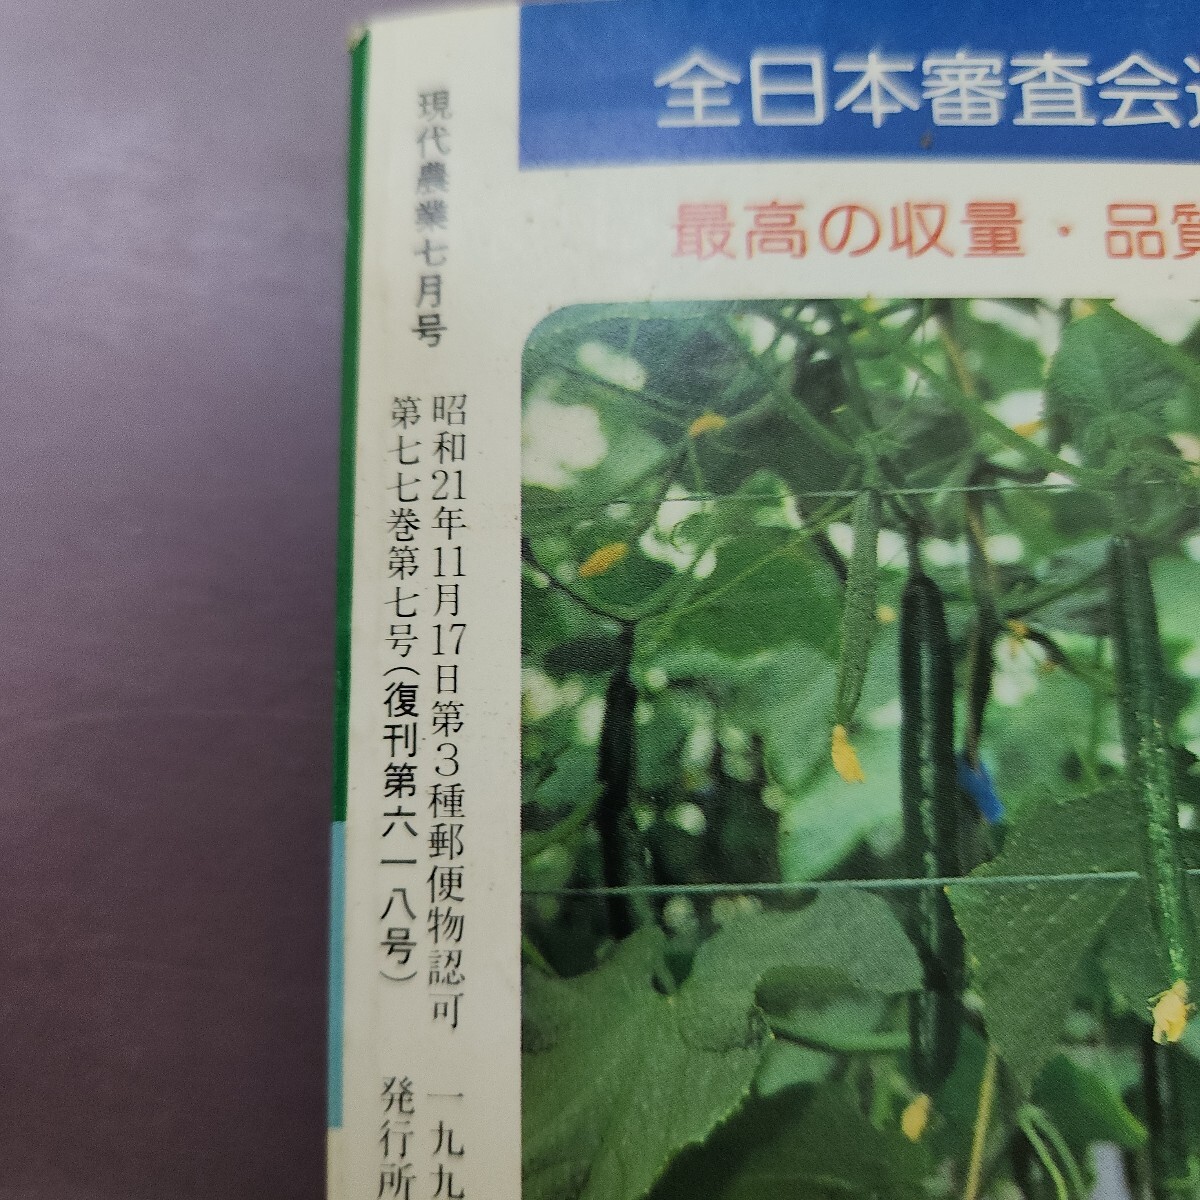 全日本審査会
最高の収量・品質
現代農業七月号
昭和21年11月17日第3種郵便物認可 一九九
第七七巻第七号(復刊第六一八号) 発行所